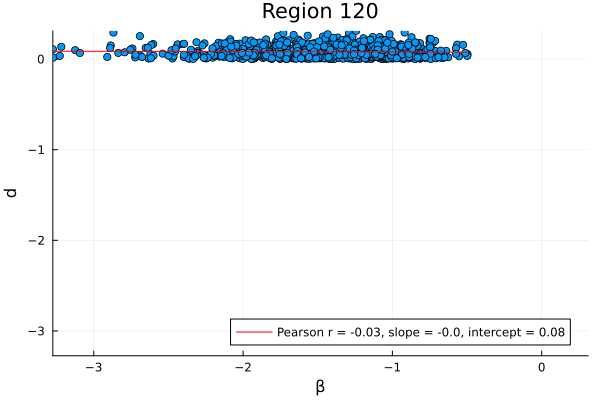 Region 120
0
−1
−2
−3
d
Pearson r = -0.03, slope = -0.0, intercept = 0.08
−3
−2
−1
0
β